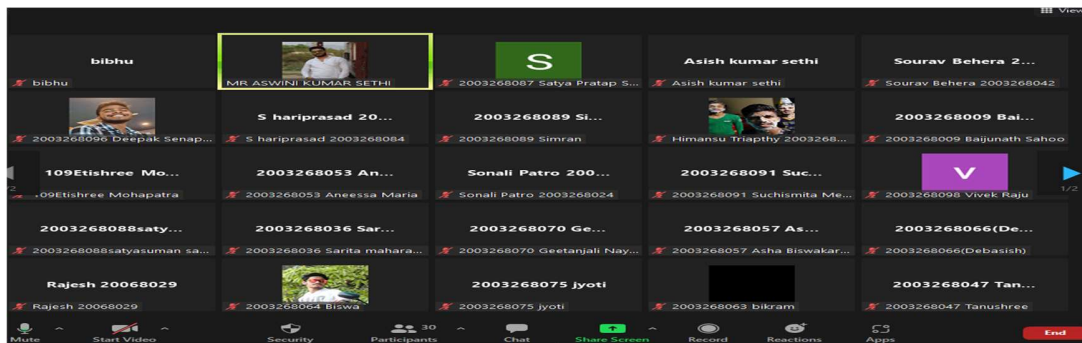 View
bibhu
bibhu
MR ASWINI KUMAR SETHI
S
2003268087 Satya Pratap S...
Asish kumar sethi
Asish kumar sethi
Sourav Behera 2...
Sourav Behera 2003268042
2003268096 Deepak Senap...
S hariprasad 20...
S hariprasad 2003268084
2003268089 Si...
2003268089 Simran
Himansu Triapthy 2003268...
2003268009 Bai...
2003268009 Baijunath Sahoo
109Etishree Mo...
109Etishree Mohapatra
2003268053 An...
2003268053 Aneessa Maria
Sonali Patro 200...
Sonali Patro 2003268024
2003268091 Suc...
2003268091 Suchismita Me...
V
2003268098 Vivek Raju
1/2
2003268088saty...
2003268088satyasuman sa...
2003268036 Sar...
2003268036 Sarita mahara...
2003268070 Ge...
2003268070 Geetanjali Nay...
2003268057 As...
2003268057 Asha Biswakar...
2003268066(De...
2003268066(Debasish)
Rajesh 20068029
Rajesh 20068029
2003268064 Biswa
2003268075 jyoti
2003268075 jyoti
2003268063 bikram
2003268047 Tan...
2003268047 Tanushree
Mute
Start Video
Security
30
Participants
Chat
Share Screen
Record
Reactions
Apps
End